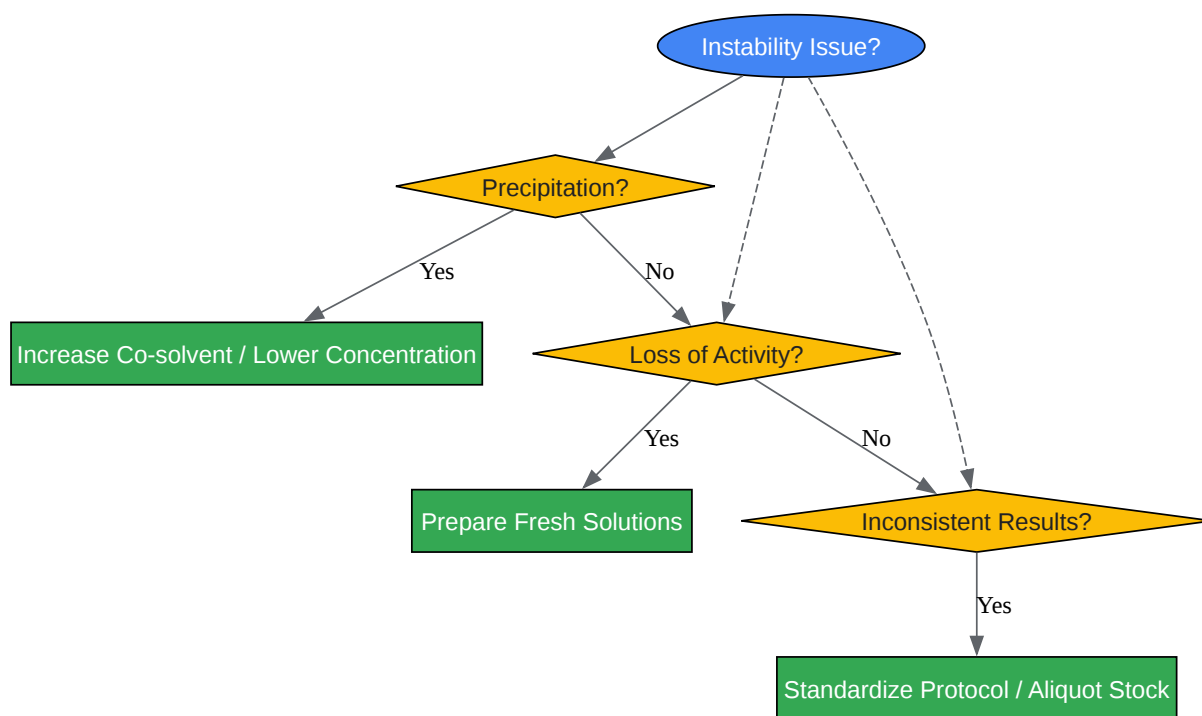 Instability Issue?
Precipitation?
Yes
No
Increase Co-solvent / Lower Concentration
Loss of Activity?
Yes
No
Prepare Fresh Solutions
Inconsistent Results?
Yes
Standardize Protocol / Aliquot Stock